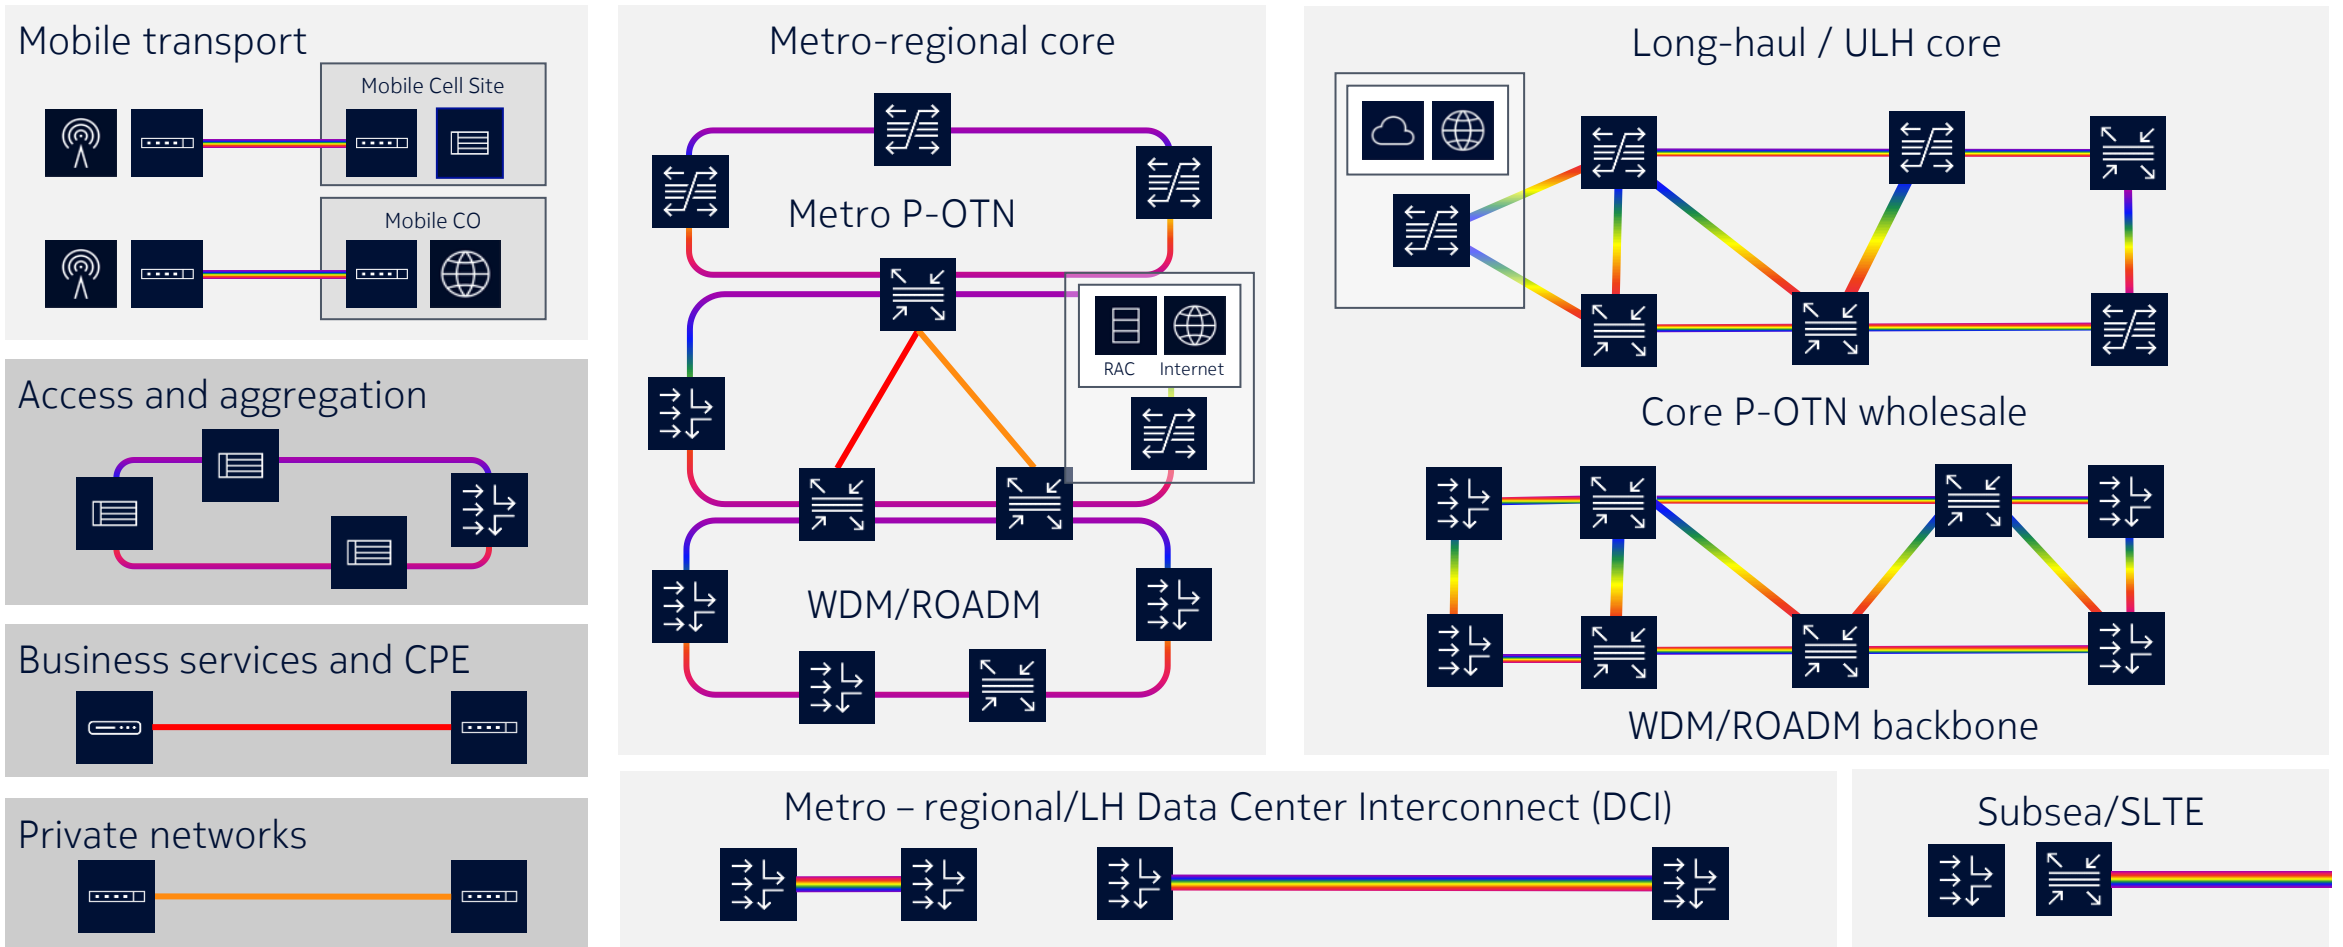 Mobile transport
Mobile Cell Site
Mobile CO
Access and aggregation
Business services and CPE
Private networks
Metro-regional core
Metro P-OTN
RAC
Internet
WDM/ROADM
Long-haul / ULH core
Core P-OTN wholesale
WDM/ROADM backbone
Metro – regional/LH Data Center Interconnect (DCI)
Subsea/SLTE